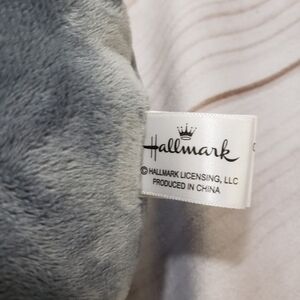 Hallmark
© HALLMARK LICENSING, LLC
PRODUCED IN CHINA